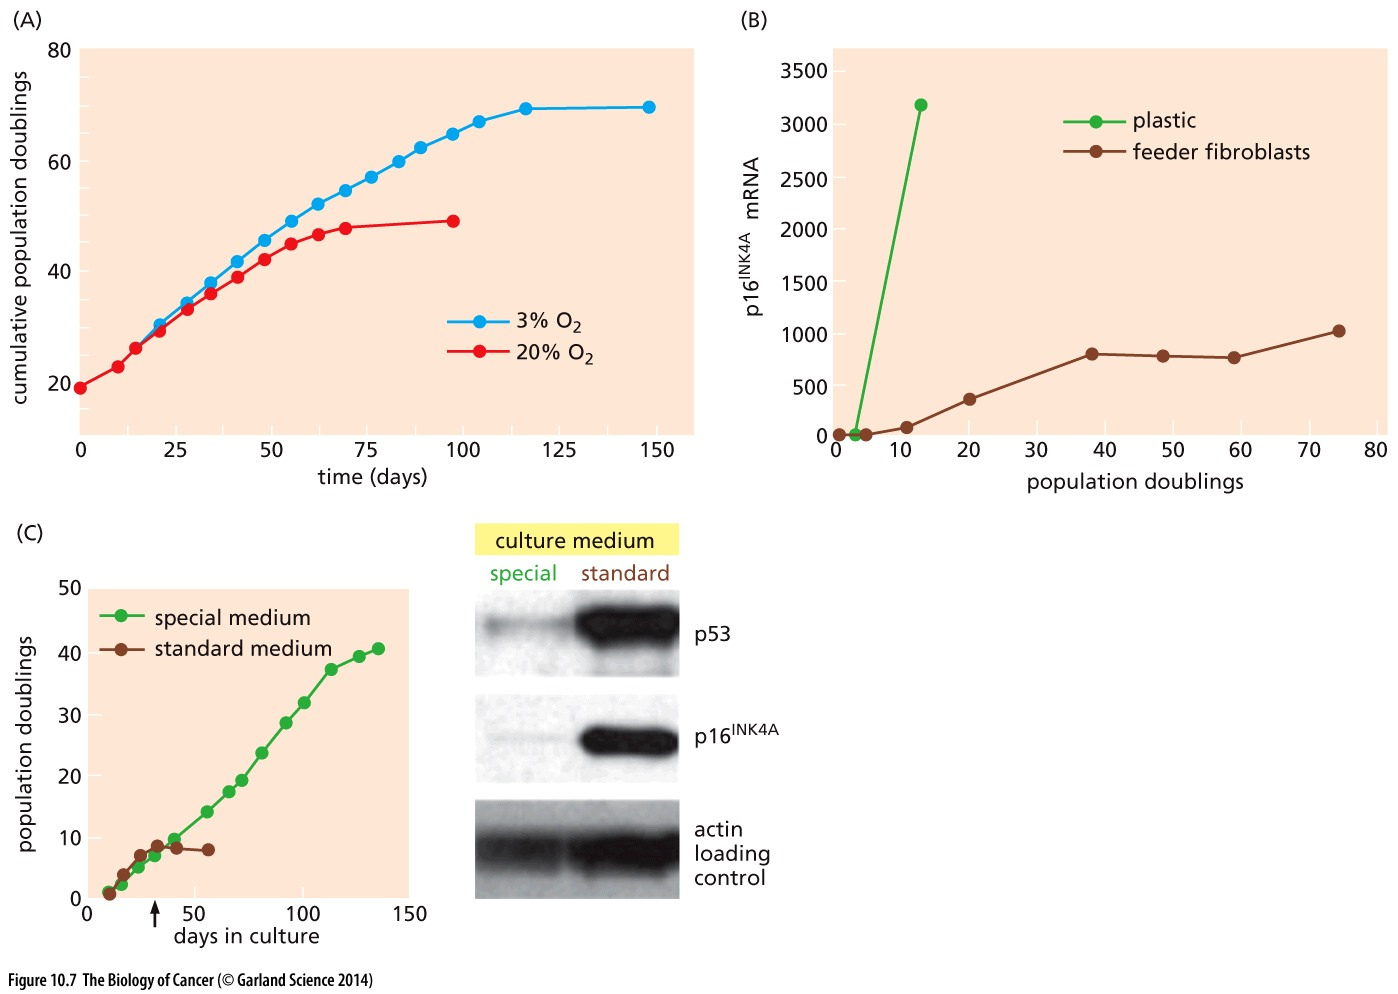 (A)
80
60
40
20
cumulative population doublings
3% O₂
20% O₂
0 25 50 75 100 125 150
time (days)
(B)
3500
3000
2500
2000
1500
1000
500
0
p16ᴵᴺᴷ⁴ᴬ mRNA
plastic
feeder fibroblasts
0 10 20 30 40 50 60 70 80
population doublings
(C)
50
40
30
20
10
0
population doublings
special medium
standard medium
0 50 100 150
days in culture
culture medium
special standard
p53
p16ᴵᴺᴷ⁴ᴬ
actin
loading
control
Figure 10.7 The Biology of Cancer (© Garland Science 2014)